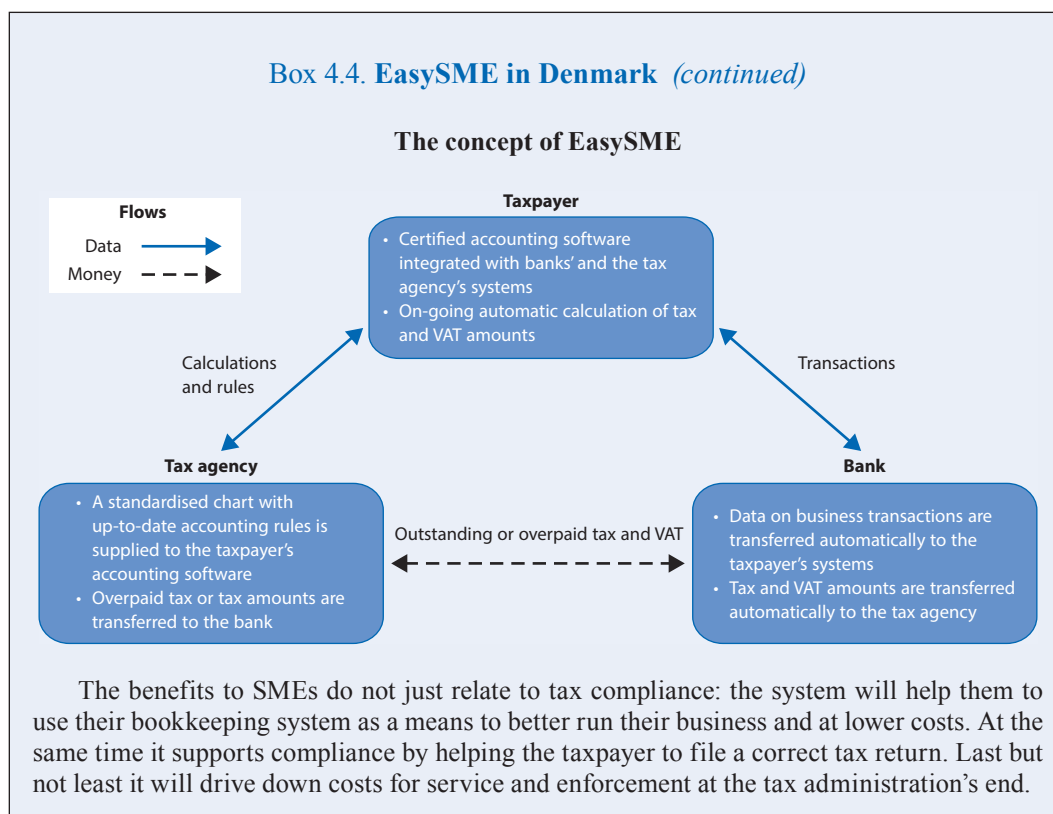 Box 4.4. EasySME in Denmark (continued)
The concept of EasySME
Flows
Data
Money
Taxpayer
• Certified accounting software
integrated with banks' and the tax
agency's systems
• On-going automatic calculation of tax
and VAT amounts
Calculations
and rules
Transactions
Tax agency
• A standardised chart with
up-to-date accounting rules is
supplied to the taxpayer's
accounting software
• Overpaid tax or tax amounts are
transferred to the bank
Outstanding or overpaid tax and VAT
Bank
• Data on business transactions are
transferred automatically to the
taxpayer's systems
• Tax and VAT amounts are transferred
automatically to the tax agency
The benefits to SMEs do not just relate to tax compliance: the system will help them to
use their bookkeeping system as a means to better run their business and at lower costs. At the
same time it supports compliance by helping the taxpayer to file a correct tax return. Last but
not least it will drive down costs for service and enforcement at the tax administration's end.